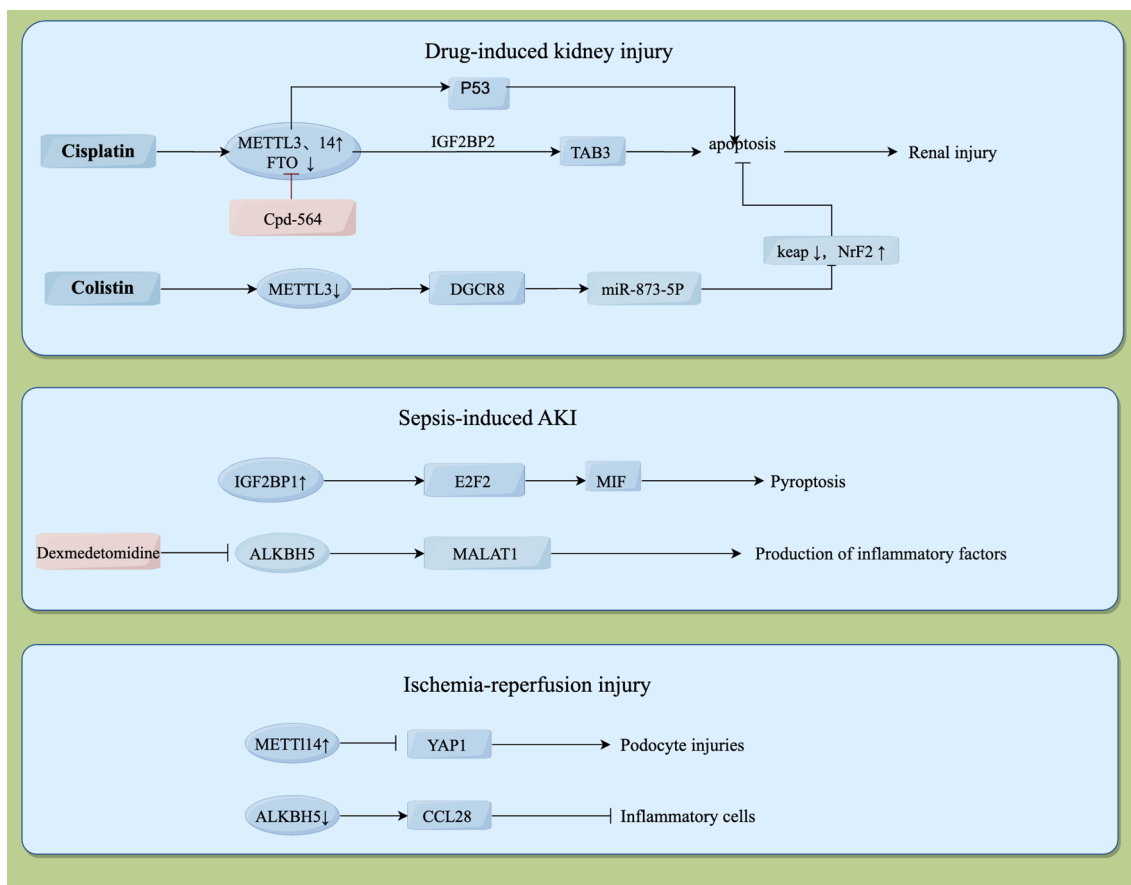 Drug-induced kidney injury
P53
Cisplatin
METTL3、14↑
FTO ↓
IGF2BP2
TAB3
apoptosis
Renal injury
Cpd-564
keap ↓, NrF2 ↑
Colistin
METTL3↓
DGCR8
miR-873-5P
Sepsis-induced AKI
IGF2BP1↑
E2F2
MIF
Pyroptosis
Dexmedetomidine
ALKBH5
MALAT1
Production of inflammatory factors
Ischemia-reperfusion injury
METTl14↑
YAP1
Podocyte injuries
ALKBH5↓
CCL28
Inflammatory cells